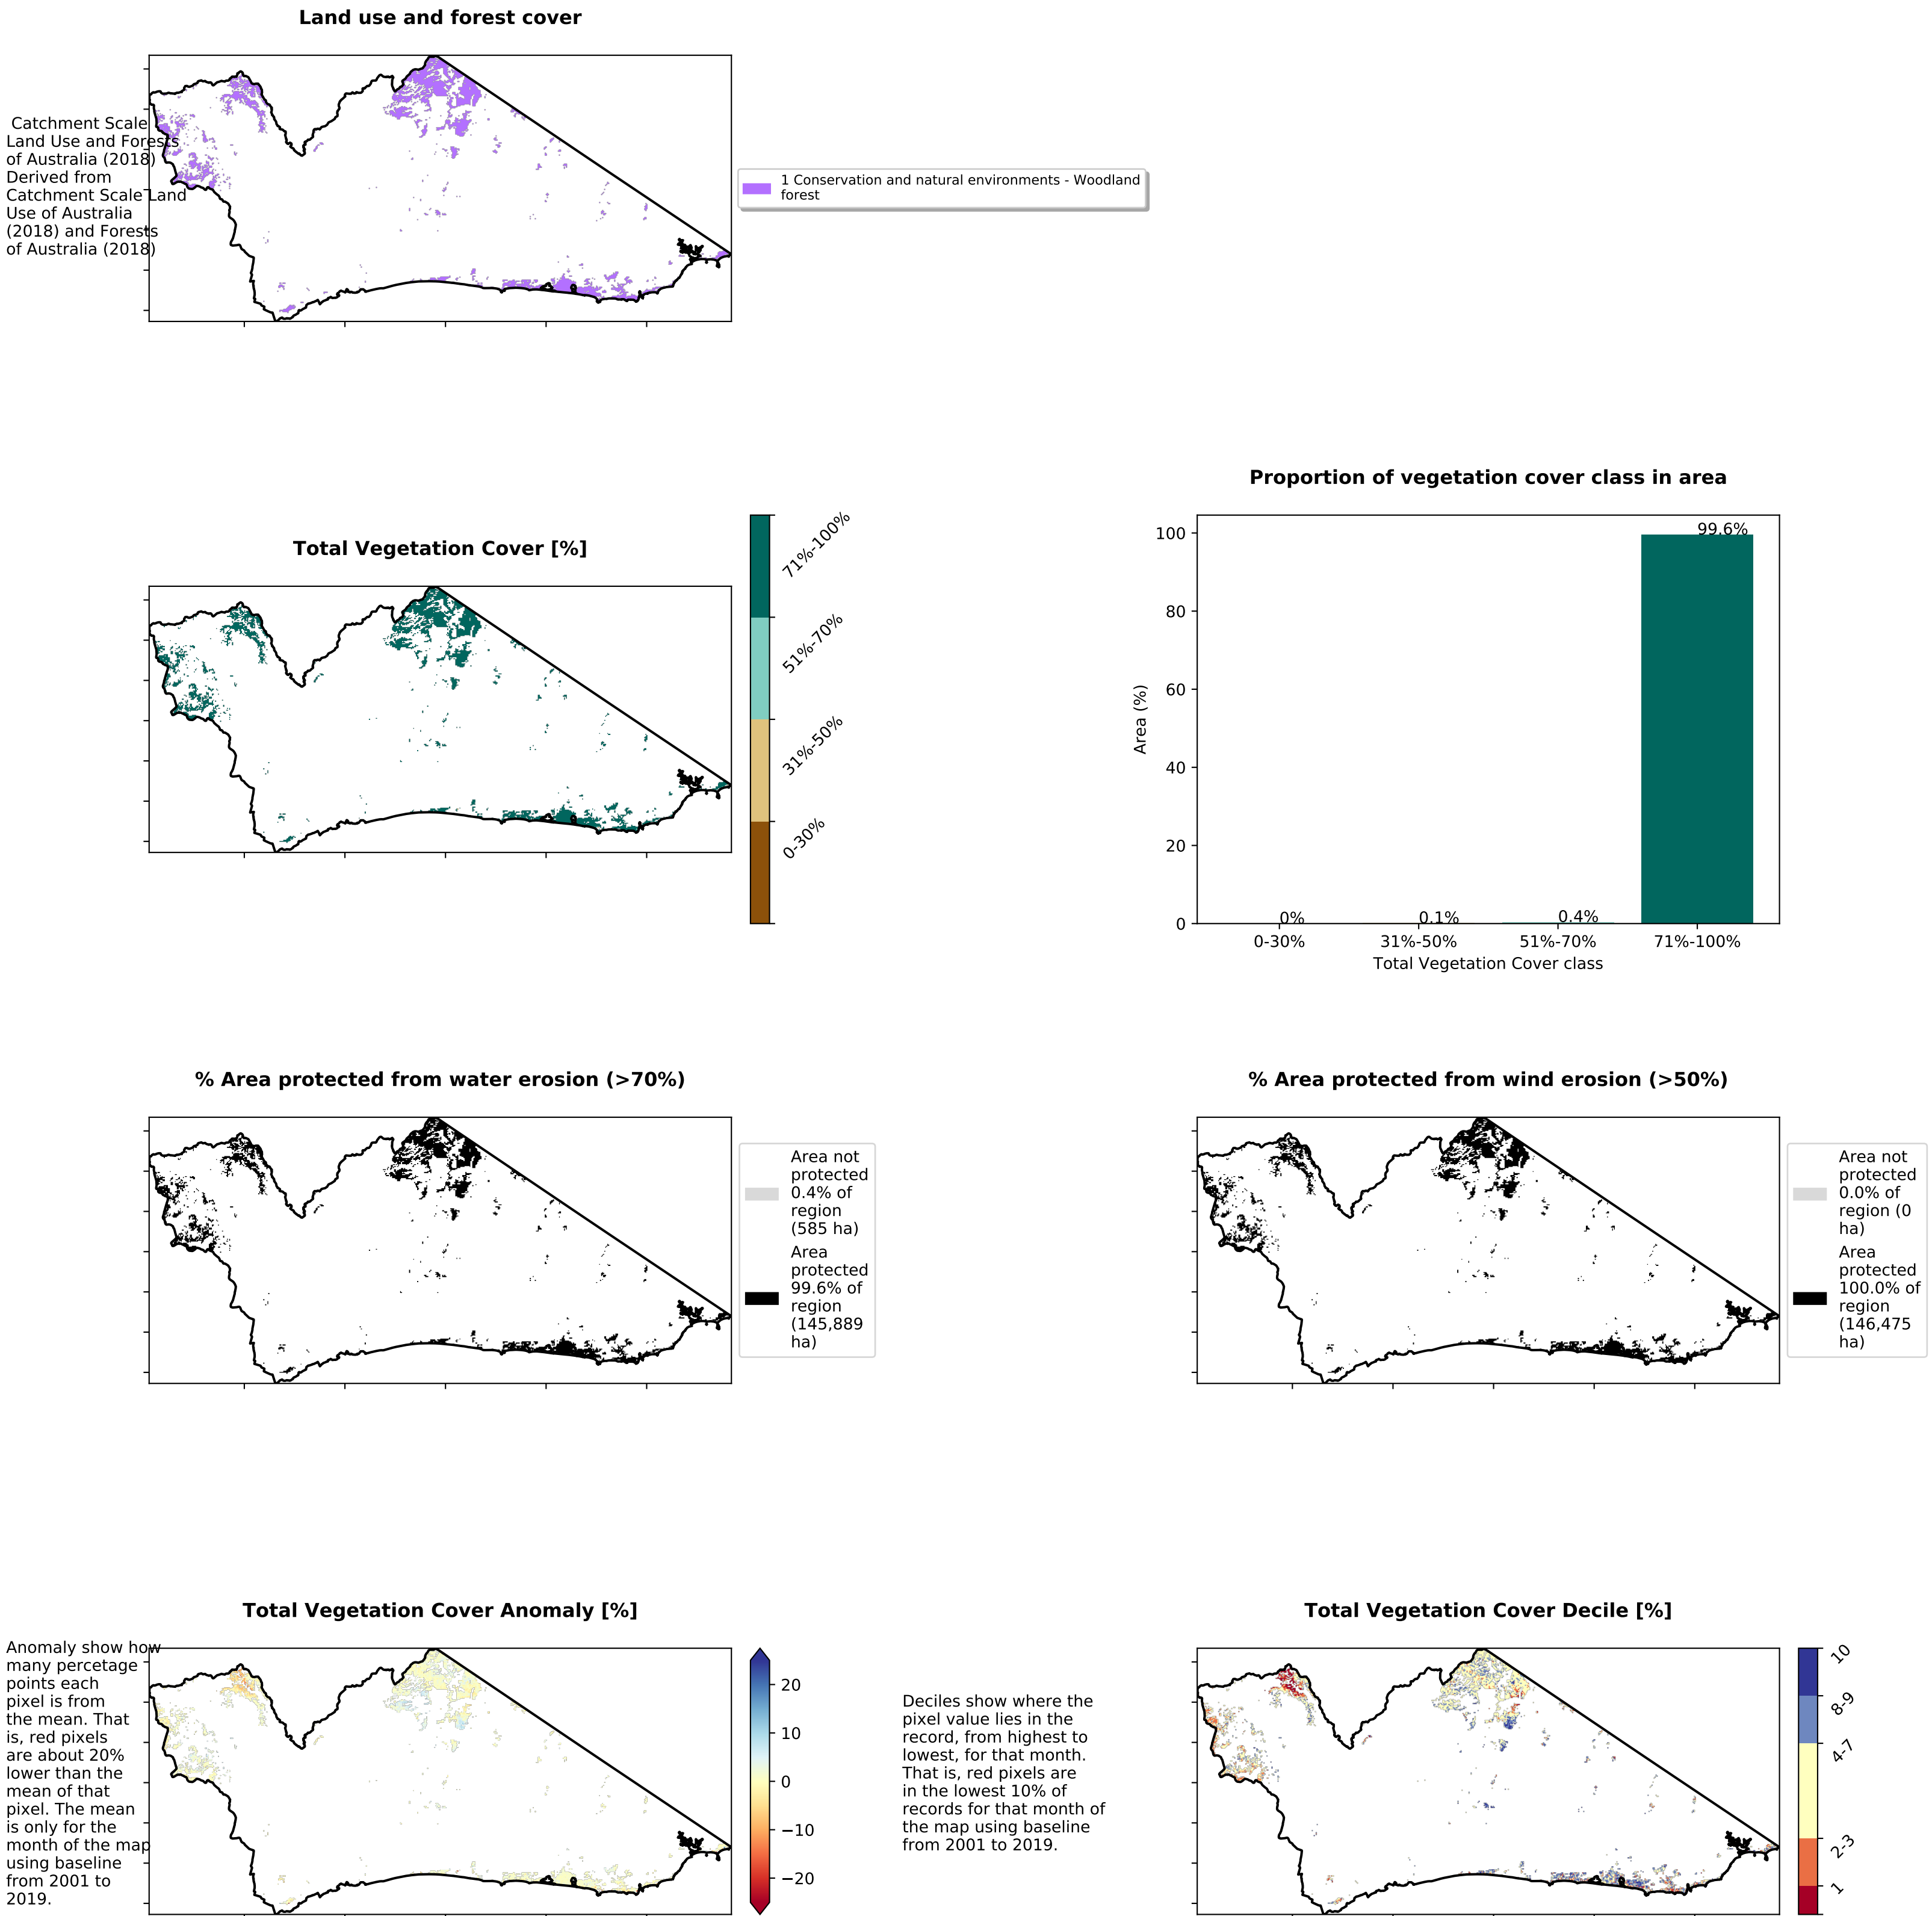 Land use and forest cover
Catchment Scale
Land Use and Forests
of Australia (2018)
Derived from
Catchment Scale Land
Use of Australia
(2018) and Forests
of Australia (2018)
1 Conservation and natural environments - Woodland
forest
Total Vegetation Cover [%]
71%-100%
51%-70%
31%-50%
0-30%
Proportion of vegetation cover class in area
Area (%)
100
80
60
40
20
0
0%
0.1%
0.4%
99.6%
0-30%
31%-50%
51%-70%
71%-100%
Total Vegetation Cover class
% Area protected from water erosion (>70%)
Area not
protected
0.4% of
region
(585 ha)
Area
protected
99.6% of
region
(145,889
ha)
% Area protected from wind erosion (>50%)
Area not
protected
0.0% of
region (0
ha)
Area
protected
100.0% of
region
(146,475
ha)
Total Vegetation Cover Anomaly [%]
Anomaly show how
many percetage
points each
pixel is from
the mean. That
is, red pixels
are about 20%
lower than the
mean of that
pixel. The mean
is only for the
month of the map
using baseline
from 2001 to
2019.
20
10
0
−10
−20
Total Vegetation Cover Decile [%]
Deciles show where the
pixel value lies in the
record, from highest to
lowest, for that month.
That is, red pixels are
in the lowest 10% of
records for that month of
the map using baseline
from 2001 to 2019.
10
8-9
4-7
2-3
1